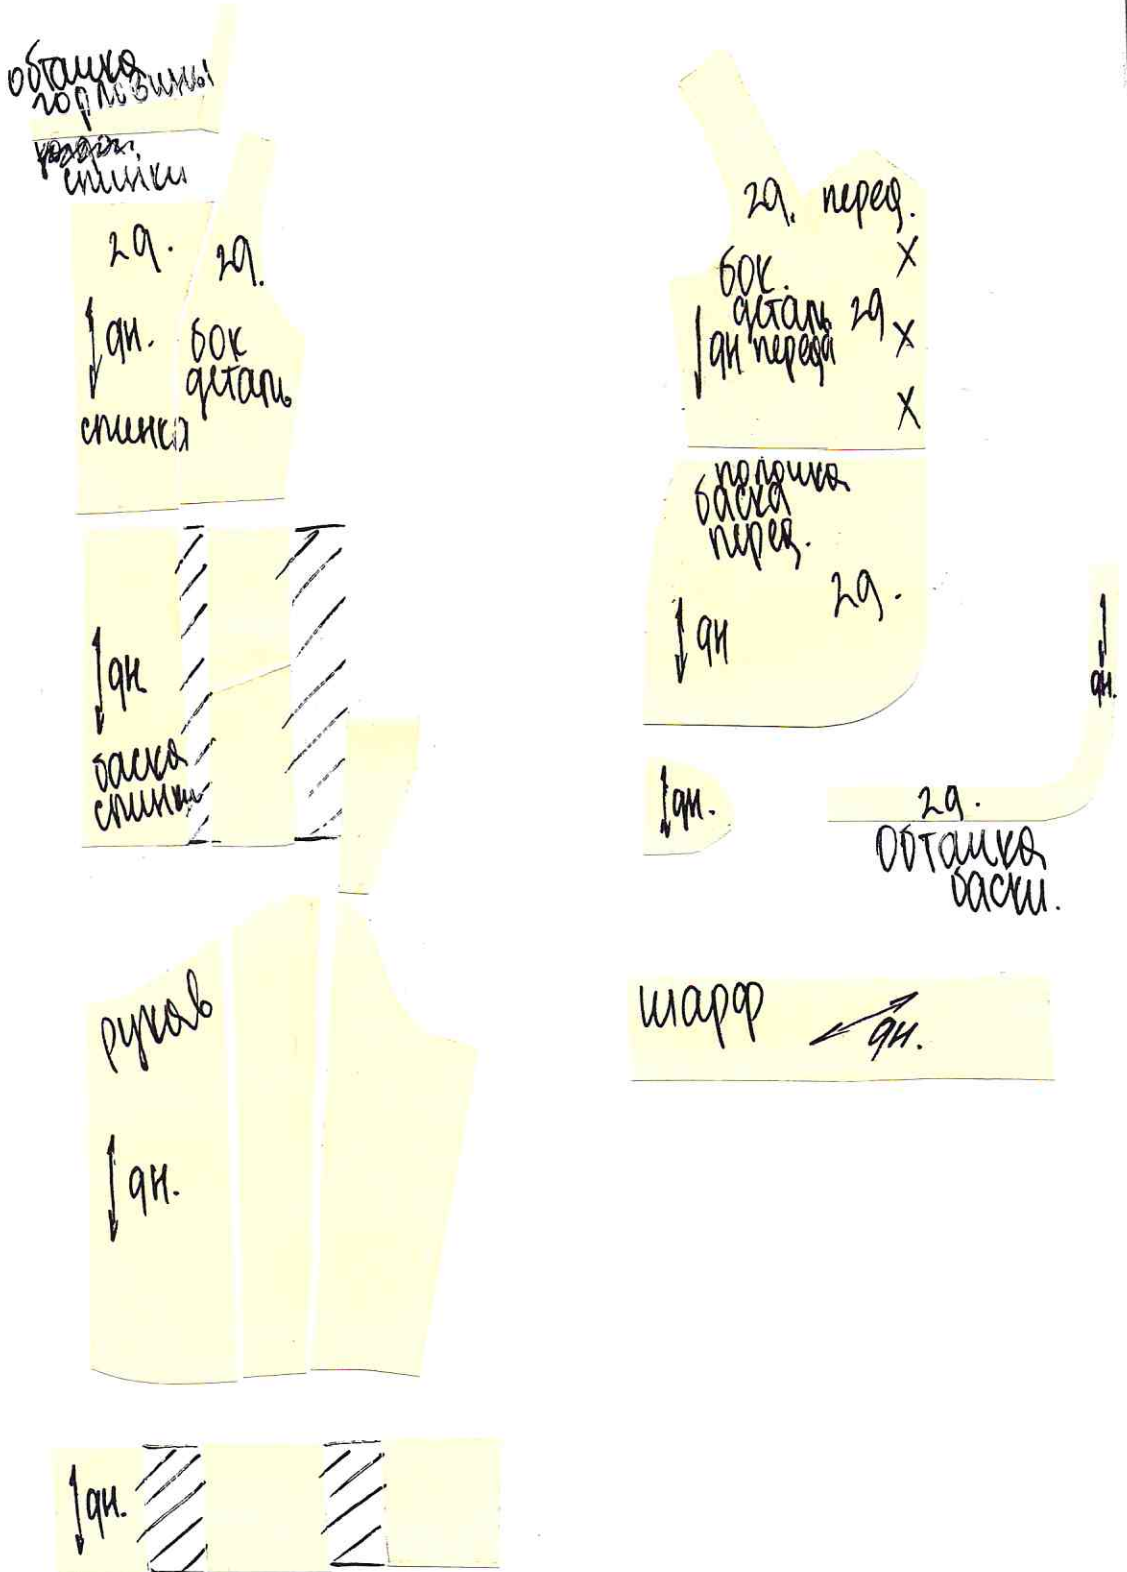 обтачка
горловины
спинки
2д.
2д.
дн.
бок
деталь
спинка
2д. перед.
бок.
деталь 2д
дн переда
X
X
X
полочка
баска
перед.
2д.
дн
дн.
баска
спинки
дн.
дн.
2д.
Обтачка
баски.
рукав
дн.
шарф
дн.
дн.